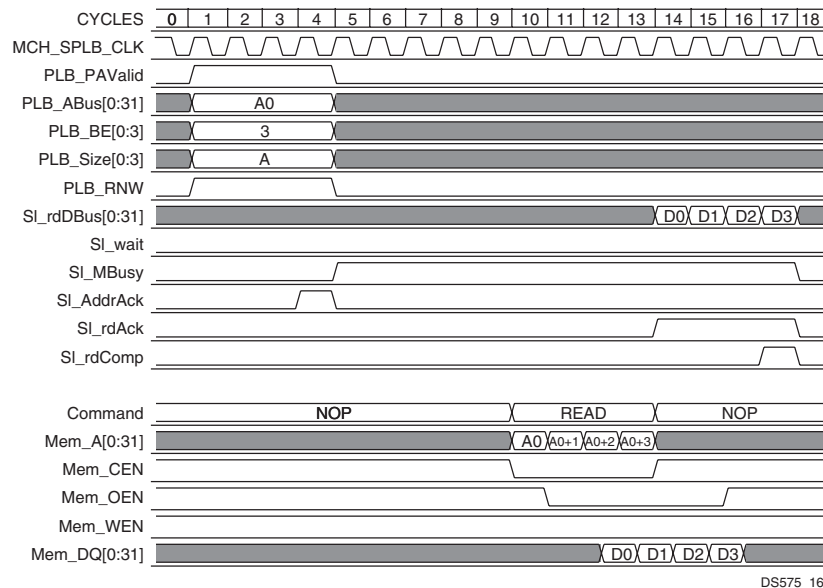 CYCLES 0 1 2 3 4 5 6 7 8 9 10 11 12 13 14 15 16 17 18
MCH_SPLB_CLK
PLB_PAValid
PLB_ABus[0:31] A0
PLB_BE[0:3] 3
PLB_Size[0:3] A
PLB_RNW
Sl_rdDBus[0:31] D0 D1 D2 D3
Sl_wait
Sl_MBusy
Sl_AddrAck
Sl_rdAck
Sl_rdComp
Command NOP READ NOP
Mem_A[0:31] A0 A0+1 A0+2 A0+3
Mem_CEN
Mem_OEN
Mem_WEN
Mem_DQ[0:31] D0 D1 D2 D3
DS575_16